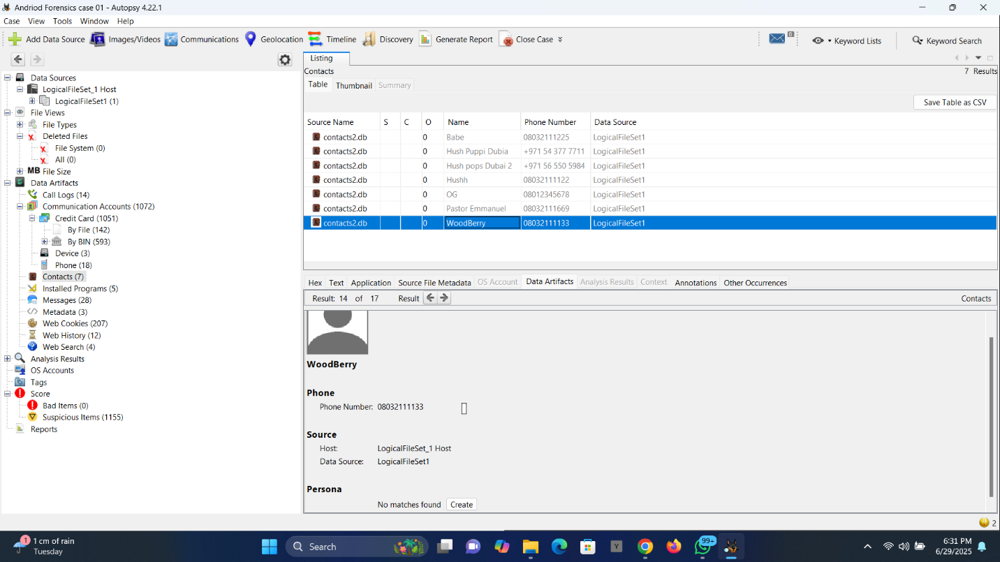 Andriod Forensics case 01 - Autopsy 4.22.1
Case View Tools Window Help
Add Data Source Images/Videos Communications Geolocation Timeline Discovery Generate Report Close Case Keyword Lists Keyword Search
Data Sources
LogicalFileSet_1 Host
LogicalFileSet1 (1)
File Views
File Types
Deleted Files
File System (0)
All (0)
MB File Size
Data Artifacts
Call Logs (14)
Communication Accounts (1072)
Credit Card (1051)
By File (142)
By BIN (593)
Device (3)
Phone (18)
Contacts (7)
Installed Programs (5)
Messages (28)
Metadata (3)
Web Cookies (207)
Web History (12)
Web Search (4)
Analysis Results
OS Accounts
Tags
Score
Bad Items (0)
Suspicious Items (1155)
Reports
Listing
Contacts 7 Results
Table Thumbnail Summary
Save Table as CSV
Source Name S C O Name Phone Number Data Source
contacts2.db 0 Babe 08032111225 LogicalFileSet1
contacts2.db 0 Hush Puppi Dubia +971 54 377 7711 LogicalFileSet1
contacts2.db 0 Hush pops Dubai 2 +971 56 550 5984 LogicalFileSet1
contacts2.db 0 Hushh 08032111122 LogicalFileSet1
contacts2.db 0 OG 08012345678 LogicalFileSet1
contacts2.db 0 Pastor Emmanuel 08032111669 LogicalFileSet1
contacts2.db 0 WoodBerry 08032111133 LogicalFileSet1
Hex Text Application Source File Metadata OS Account Data Artifacts Analysis Results Context Annotations Other Occurrences
Result: 14 of 17 Result Contacts
WoodBerry
Phone
Phone Number: 08032111133
Source
Host: LogicalFileSet_1 Host
Data Source: LogicalFileSet1
Persona
No matches found Create
2
1 1 cm of rain
Tuesday
Search
Y
99+
6:31 PM
6/29/2025